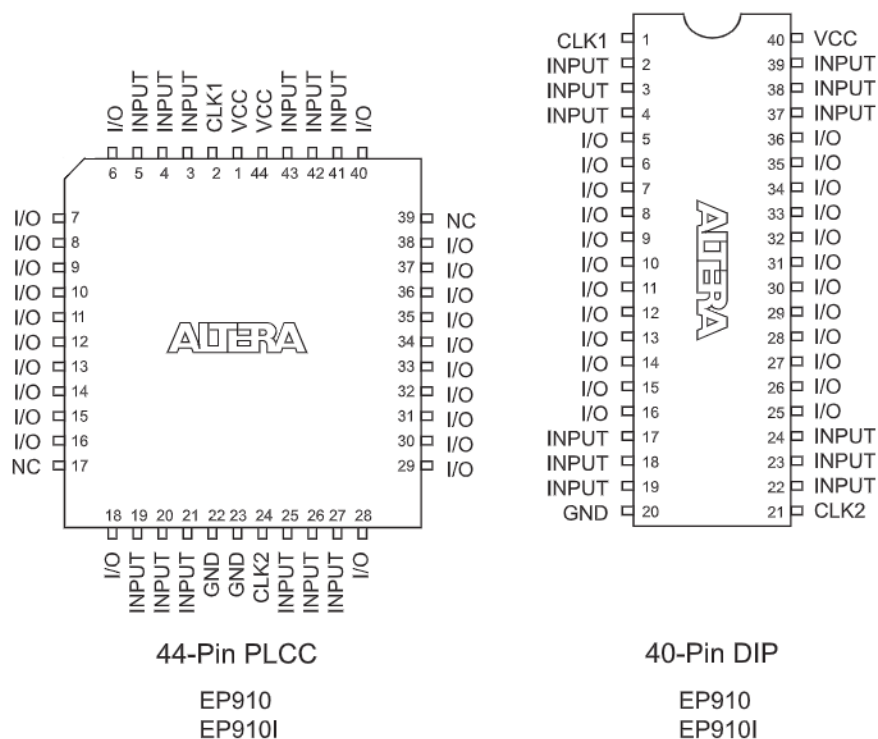 I/O INPUT INPUT INPUT CLK1 VCC VCC INPUT INPUT INPUT I/O
6 5 4 3 2 1 44 43 42 41 40
I/O 7 39 NC
I/O 8 38 I/O
I/O 9 37 I/O
I/O 10 36 I/O
I/O 11 35 I/O
I/O 12 34 I/O
I/O 13 33 I/O
I/O 14 32 I/O
I/O 15 31 I/O
I/O 16 30 I/O
NC 17 29 I/O
ALTERA
18 19 20 21 22 23 24 25 26 27 28
I/O INPUT INPUT INPUT GND GND CLK2 INPUT INPUT INPUT I/O
44-Pin PLCC
EP910
EP910I
CLK1 1 40 VCC
INPUT 2 39 INPUT
INPUT 3 38 INPUT
INPUT 4 37 INPUT
I/O 5 36 I/O
I/O 6 35 I/O
I/O 7 34 I/O
I/O 8 33 I/O
I/O 9 32 I/O
I/O 10 31 I/O
I/O 11 30 I/O
I/O 12 29 I/O
I/O 13 28 I/O
I/O 14 27 I/O
I/O 15 26 I/O
I/O 16 25 I/O
INPUT 17 24 INPUT
INPUT 18 23 INPUT
INPUT 19 22 INPUT
GND 20 21 CLK2
ALTERA
40-Pin DIP
EP910
EP910I